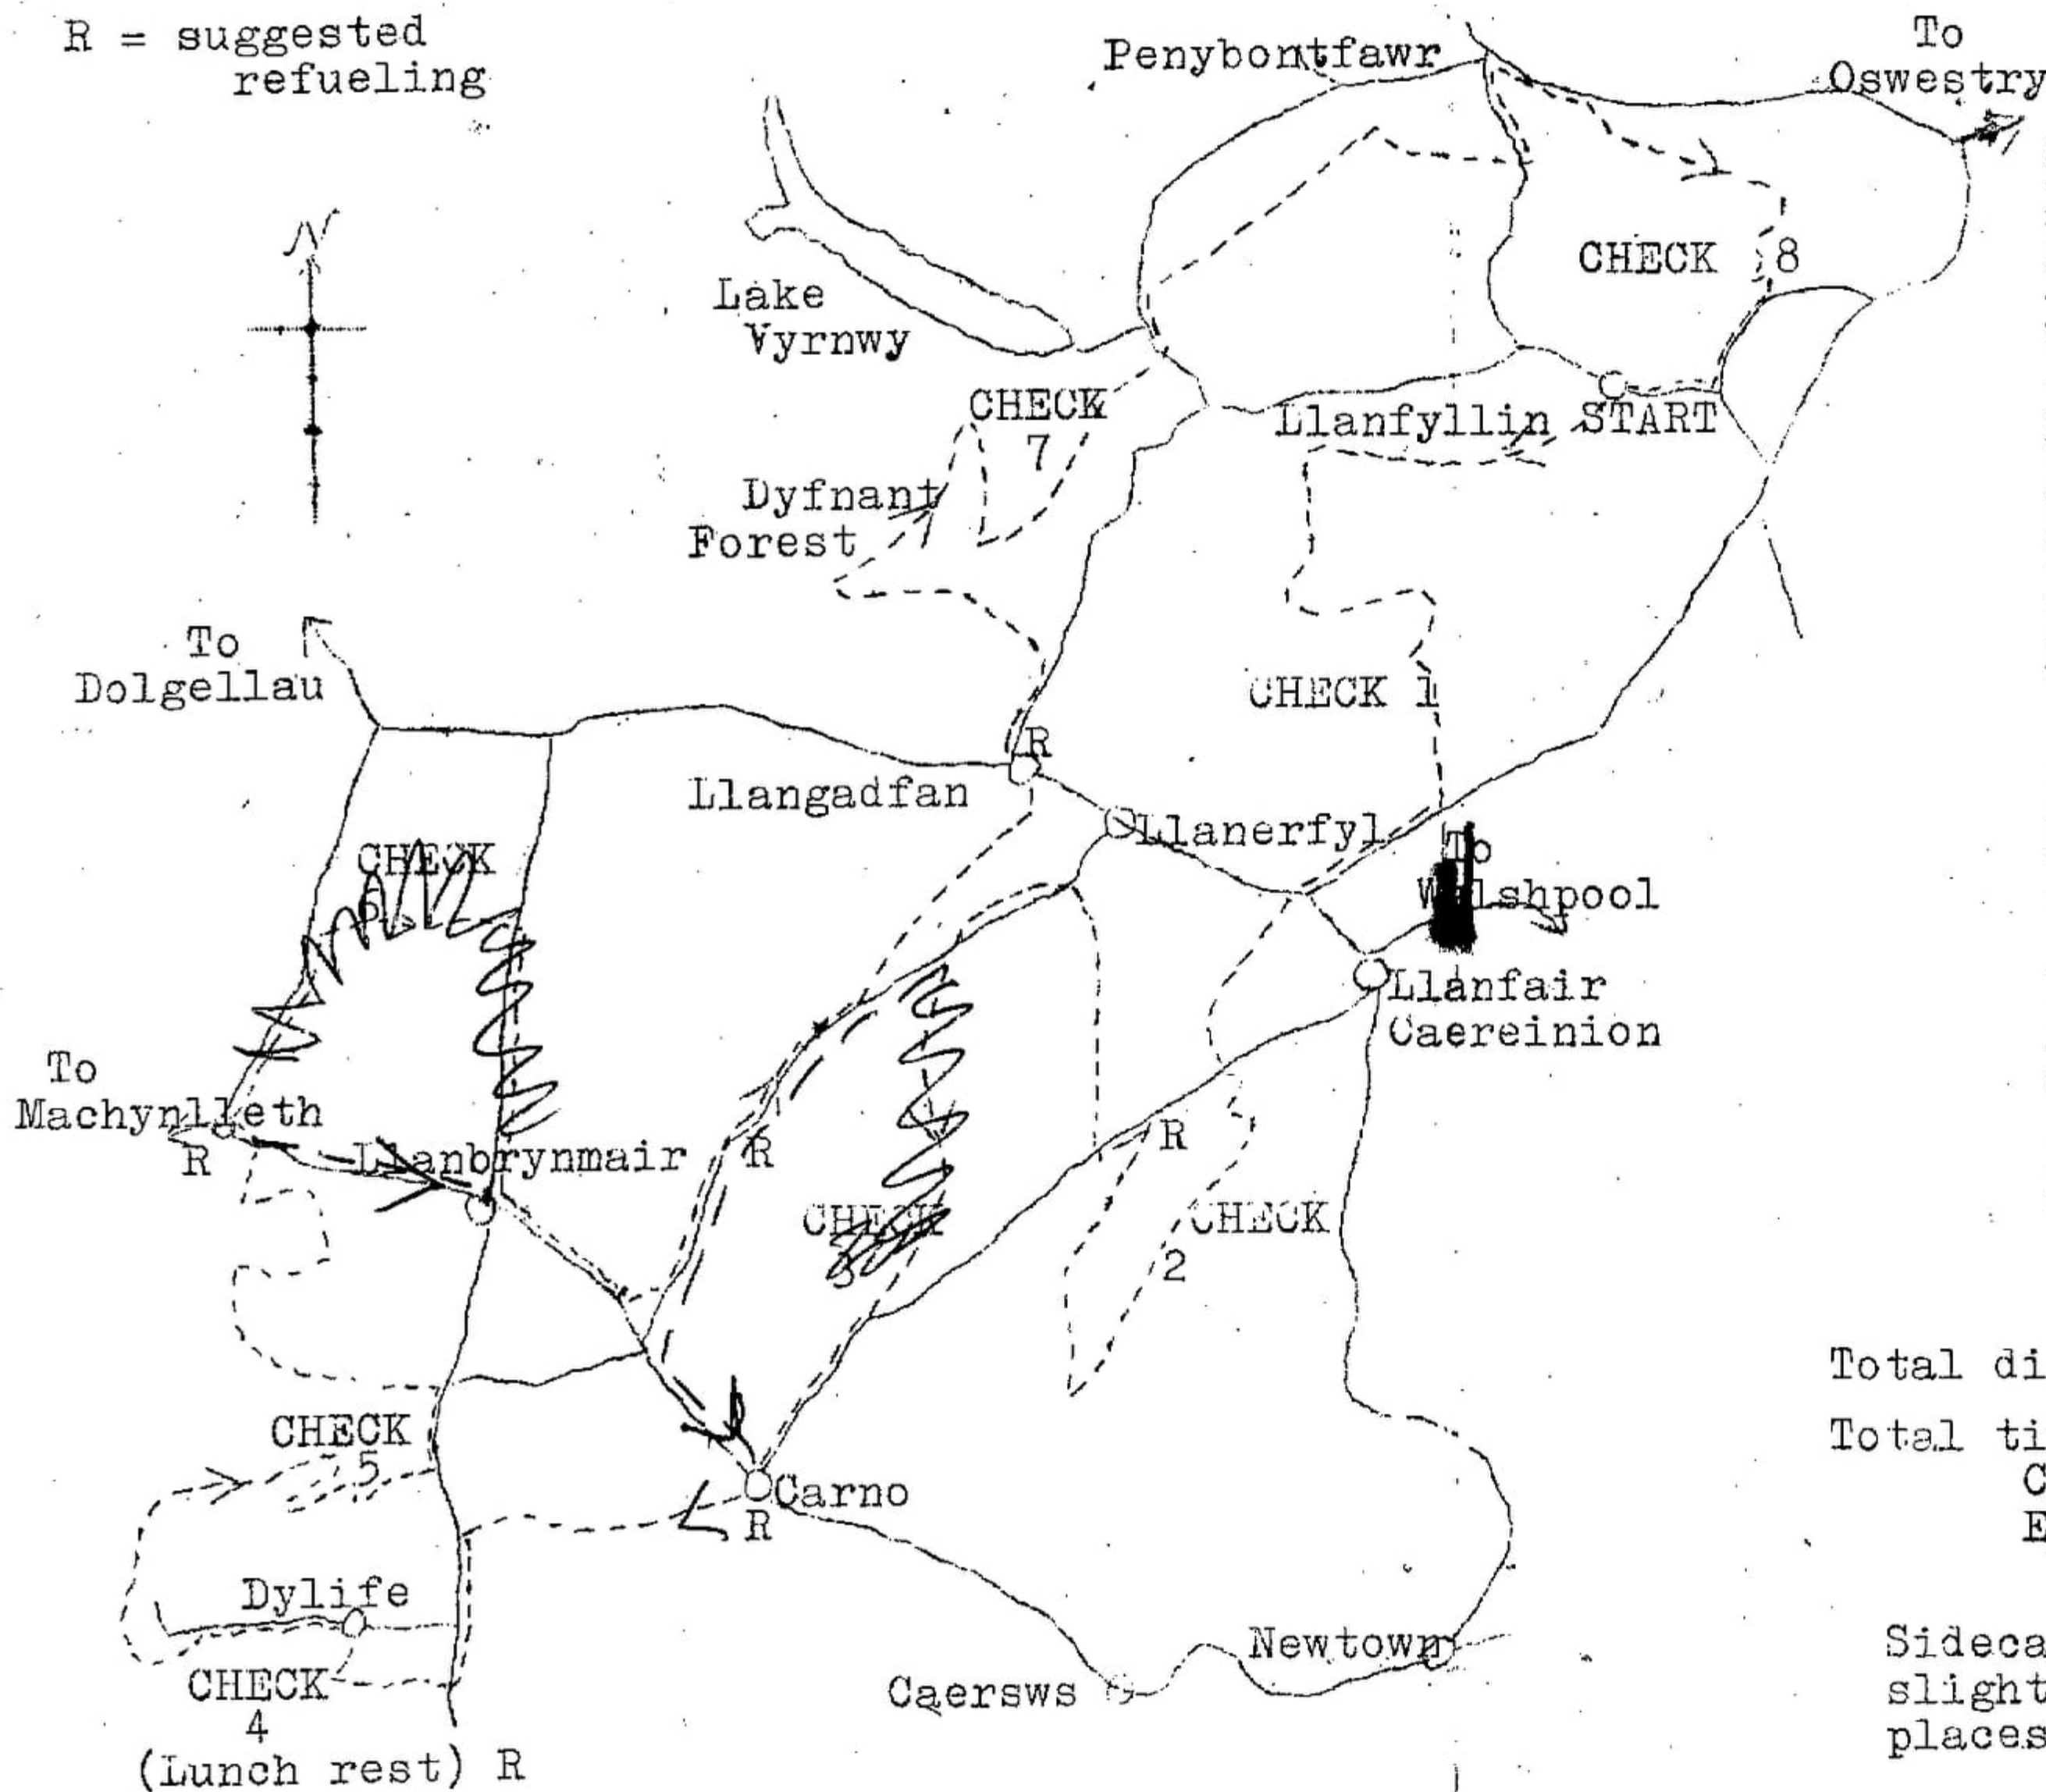 R = suggested
refueling
N
Penybontfawr
To
Oswestry
Lake
Vyrnwy
CHECK 8
CHECK
7
Llanfyllin START
Dyfnant
Forest
To
Dolgellau
CHECK 1
R
Llangadfan
Llanerfyl
To
Welshpool
CHECK
6
Llanfair
Caereinion
To
Machynlleth
R
Llanbrynmair
R
R
CHECK
3
CHECK
2
CHECK
5
Carno
R
Dylife
CHECK
4
(Lunch rest) R
Newtown
Caersws
Total di
Total ti
C
E
Sideca
slight
places